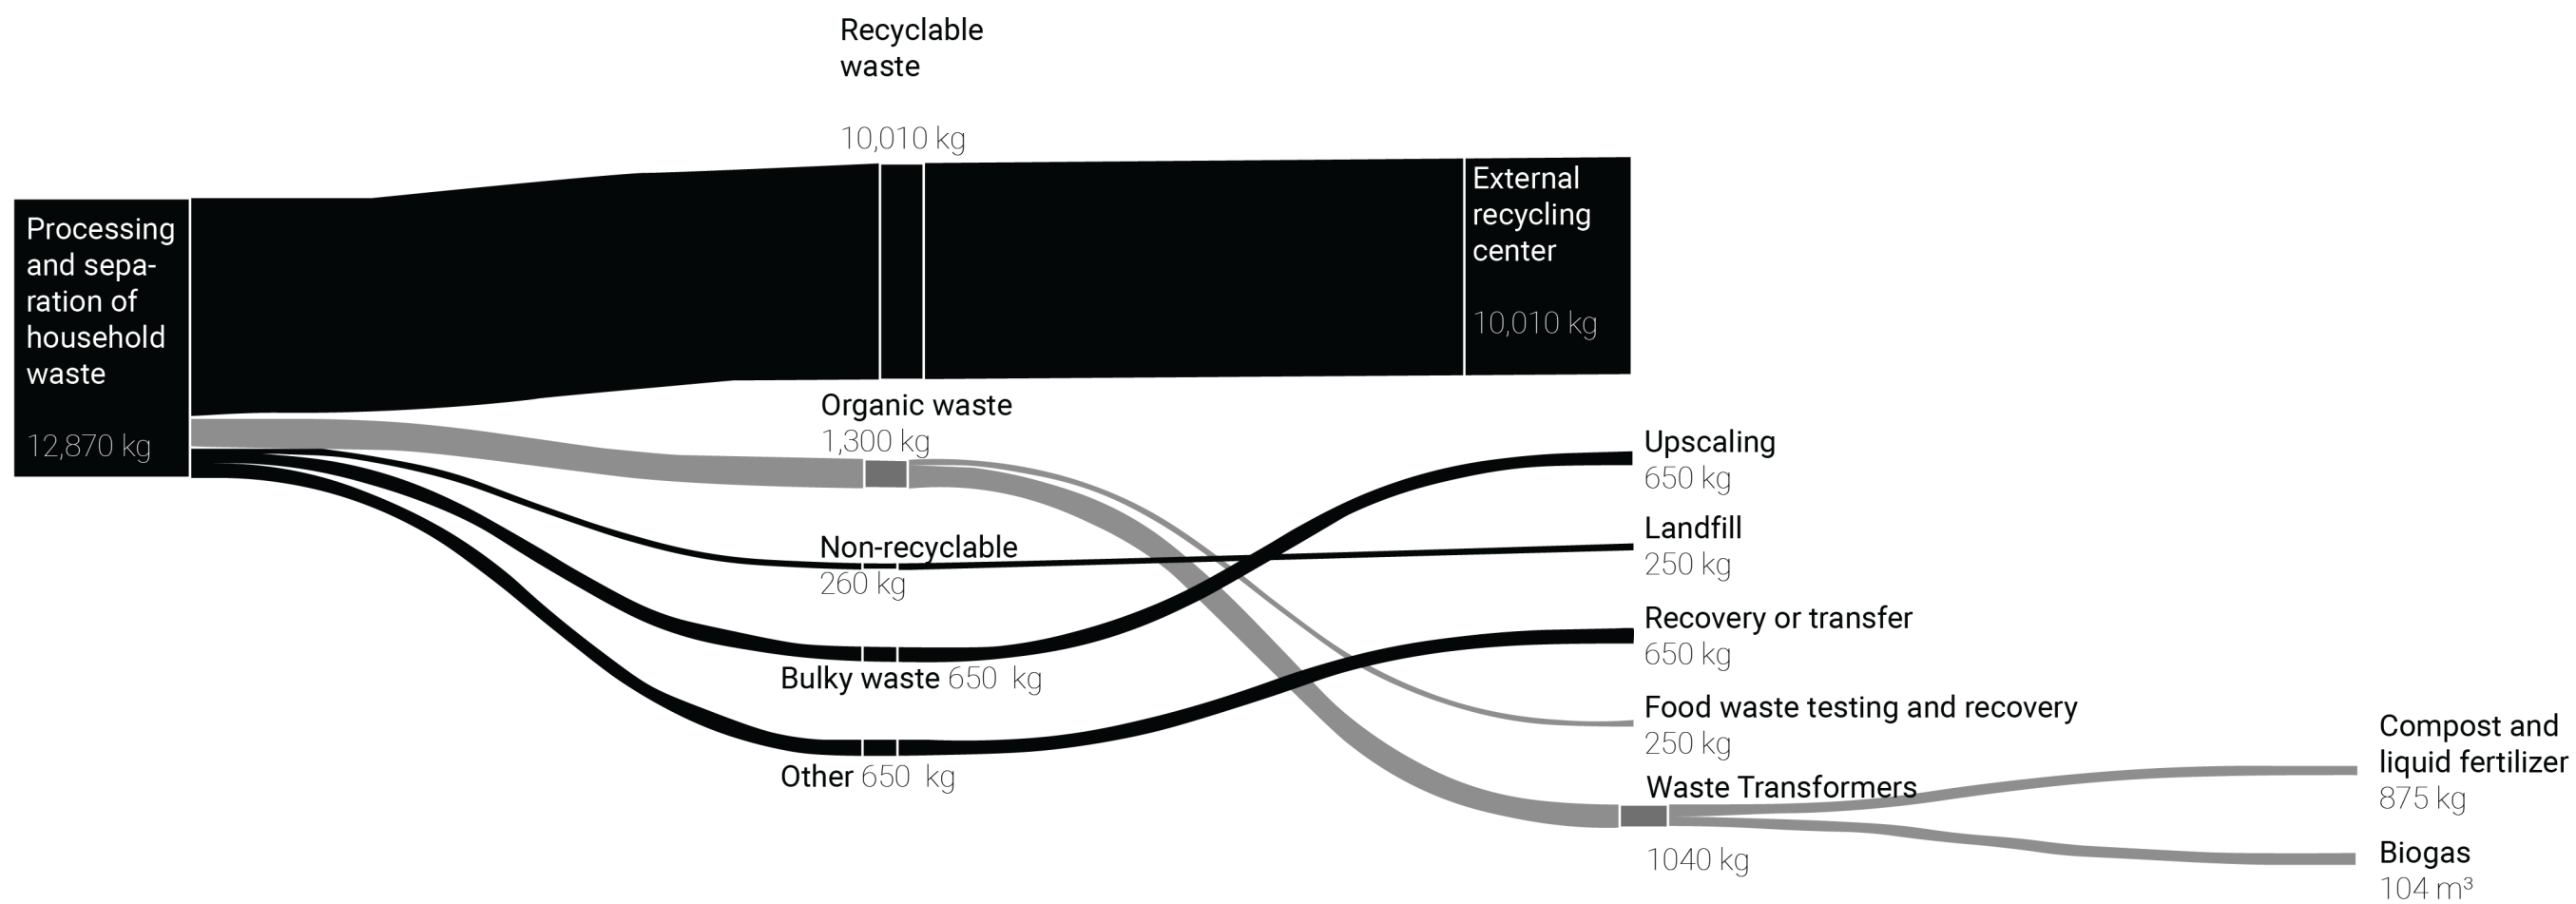 Recyclable
waste
10,010 kg
Processing
and sepa-
ration of
household
waste
12,870 kg
External
recycling
center
10,010 kg
Organic waste
1,300 kg
Non-recyclable
260 kg
Bulky waste 650 kg
Other 650 kg
Upscaling
650 kg
Landfill
250 kg
Recovery or transfer
650 kg
Food waste testing and recovery
250 kg
Waste Transformers
1040 kg
Compost and
liquid fertilizer
875 kg
Biogas
104 m³